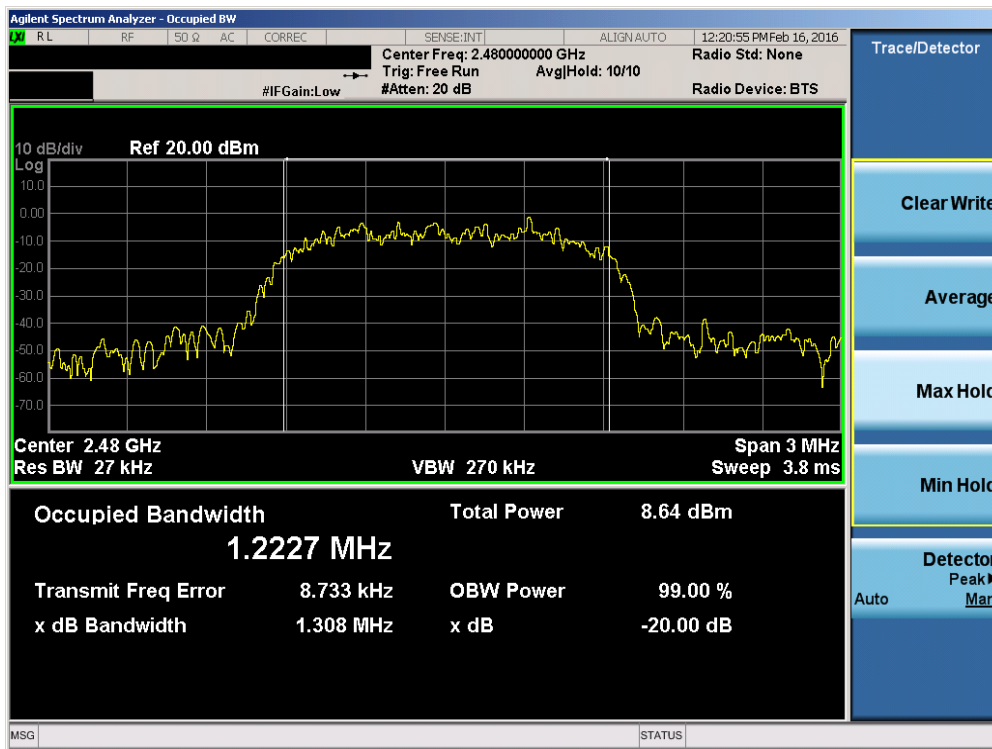 Agilent Spectrum Analyzer - Occupied BW
LXI RL RF 50 Ω AC CORREC SENSE:INT ALIGN AUTO 12:20:55 PM Feb 16, 2016
Center Freq: 2.480000000 GHz Radio Std: None
Trig: Free Run Avg|Hold: 10/10
#IFGain:Low #Atten: 20 dB Radio Device: BTS
10 dB/div Ref 20.00 dBm
Log
10.0
0.00
-10.0
-20.0
-30.0
-40.0
-50.0
-60.0
-70.0
Center 2.48 GHz Span 3 MHz
Res BW 27 kHz VBW 270 kHz Sweep 3.8 ms
Occupied Bandwidth Total Power 8.64 dBm
1.2227 MHz
Transmit Freq Error 8.733 kHz OBW Power 99.00 %
x dB Bandwidth 1.308 MHz x dB -20.00 dB
MSG STATUS
Trace/Detector
Clear Write
Average
Max Hold
Min Hold
Detector
Peak
Auto Man